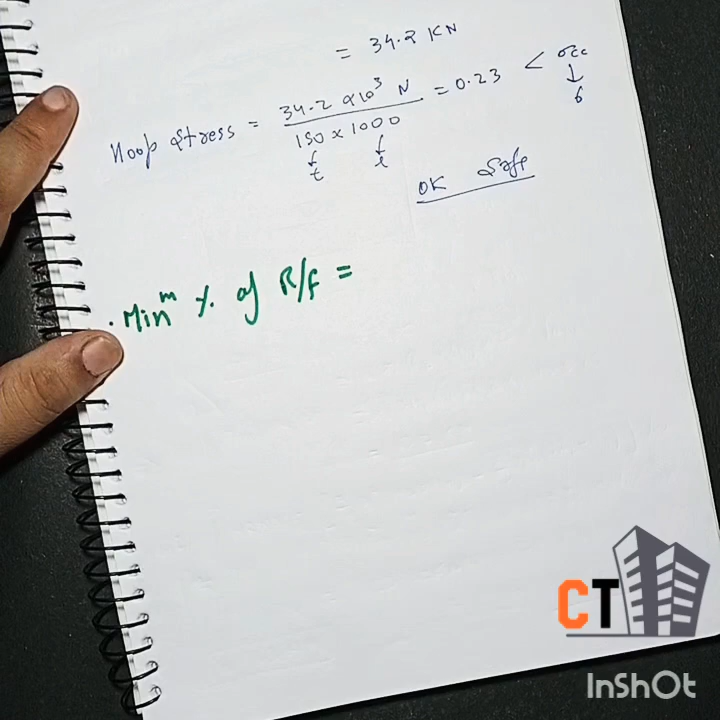 = 34.2 KN
Hoop Stress = 34.2 x10³ N / 150 x 1000 = 0.23 < σcc
t l 6
OK Safe
. Minᵐ % of R/f =
CT
InShOt